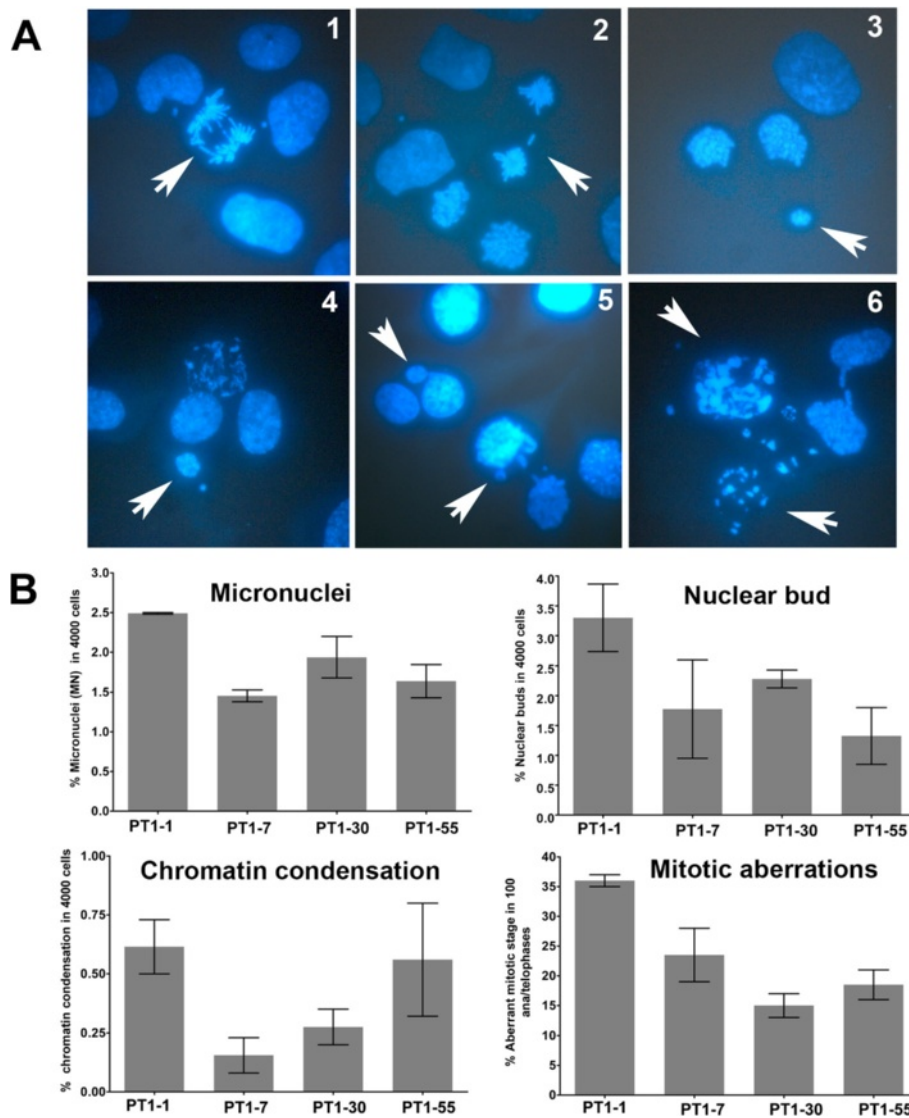 A
1
2
3
4
5
6
B
Micronuclei
% Micronuclei (MN) in 4000 cells
3.0
2.5
2.0
1.5
1.0
0.5
0.0
PT1-1 PT1-7 PT1-30 PT1-55
Nuclear bud
% Nuclear buds in 4000 cells
4.0
3.5
3.0
2.5
2.0
1.5
1.0
0.5
0.0
PT1-1 PT1-7 PT1-30 PT1-55
Chromatin condensation
% chromatin condensation in 4000 cells
1.00
0.75
0.50
0.25
0.00
PT1-1 PT1-7 PT1-30 PT1-55
Mitotic aberrations
% Aberrant mitotic stage in 100
ana/telophases
40
35
30
25
20
15
10
5
0
PT1-1 PT1-7 PT1-30 PT1-55